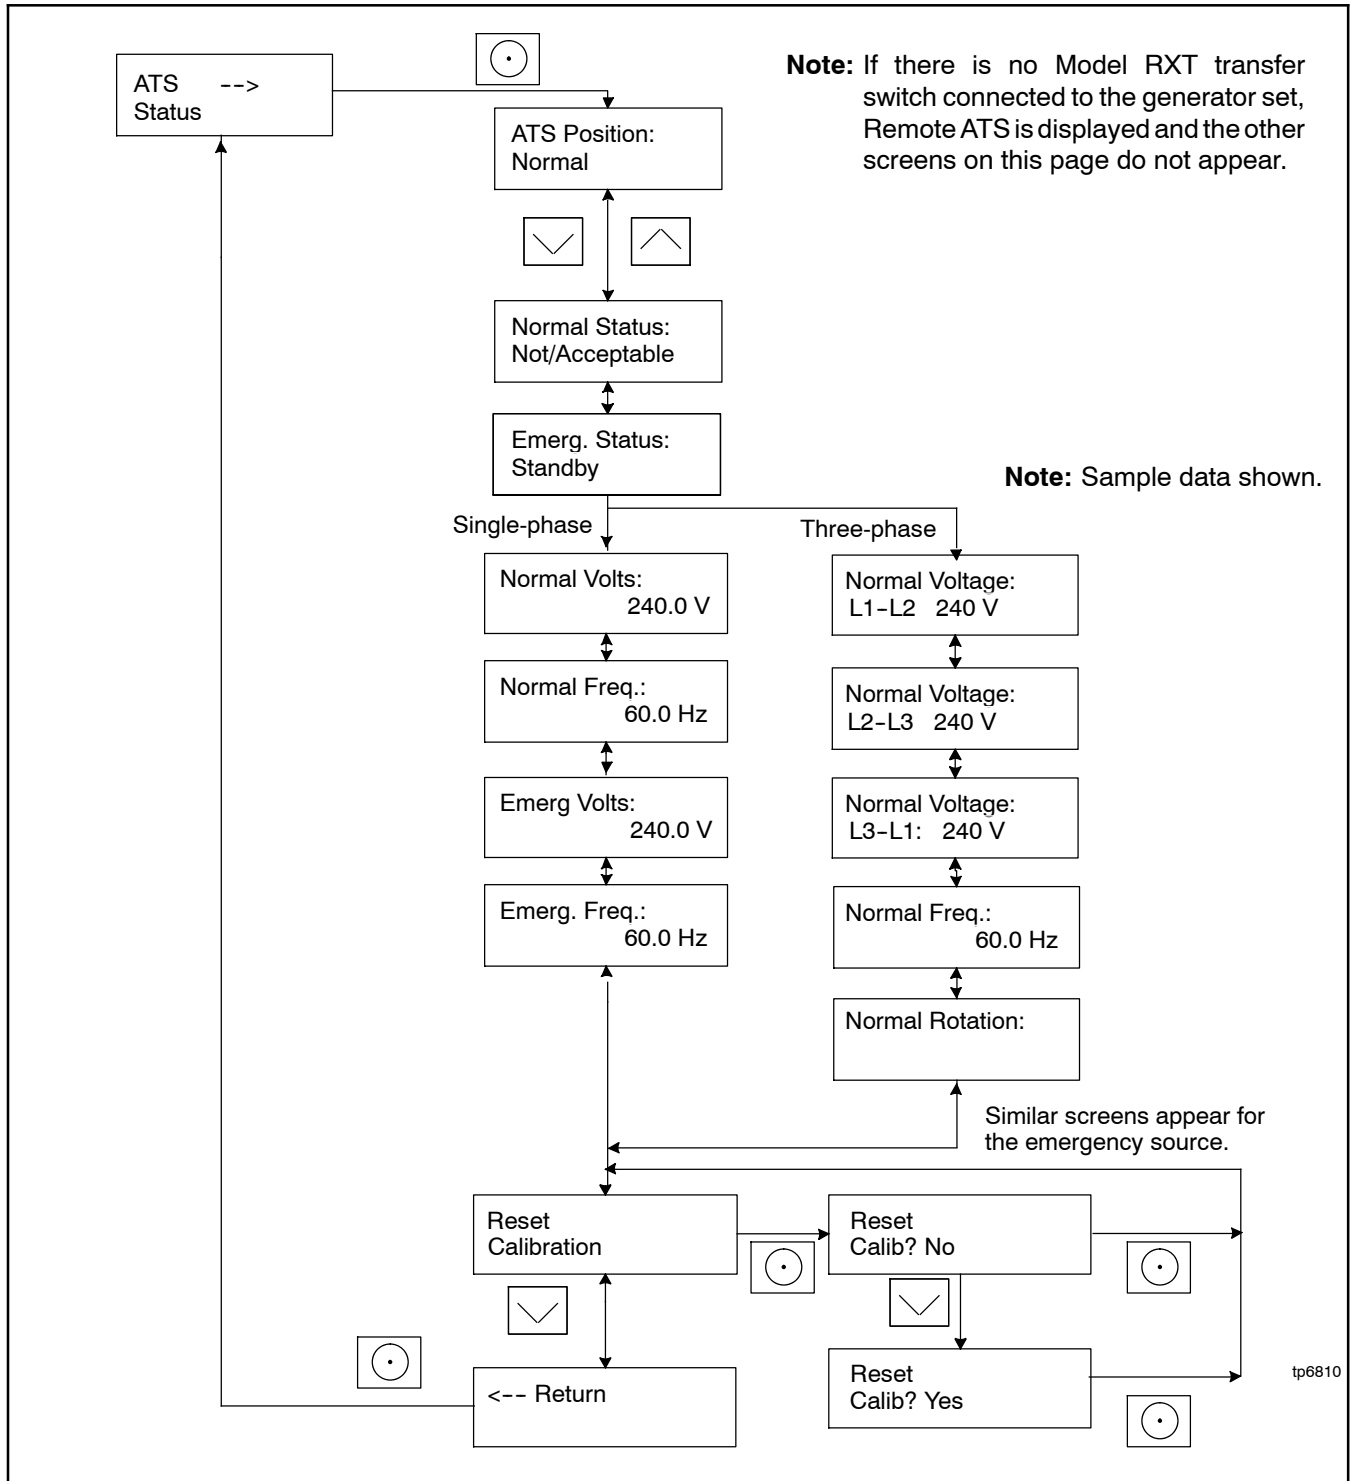 ATS -->
Status
Note: If there is no Model RXT transfer
switch connected to the generator set,
Remote ATS is displayed and the other
screens on this page do not appear.
ATS Position:
Normal
Normal Status:
Not/Acceptable
Emerg. Status:
Standby
Note: Sample data shown.
Single-phase
Three-phase
Normal Volts:
240.0 V
Normal Freq.:
60.0 Hz
Emerg Volts:
240.0 V
Emerg. Freq.:
60.0 Hz
Normal Voltage:
L1-L2 240 V
Normal Voltage:
L2-L3 240 V
Normal Voltage:
L3-L1: 240 V
Normal Freq.:
60.0 Hz
Normal Rotation:
Similar screens appear for
the emergency source.
Reset
Calibration
Reset
Calib? No
<-- Return
Reset
Calib? Yes
tp6810